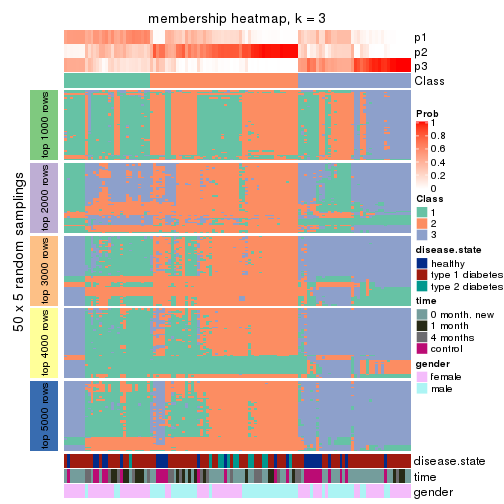 membership heatmap, k = 3
p1
p2
p3
Class
50 x 5 random samplings
top 1000 rows
top 2000 rows
top 3000 rows
top 4000 rows
top 5000 rows
Prob
1
0.8
0.6
0.4
0.2
0
Class
1
2
3
disease.state
healthy
type 1 diabetes
type 2 diabetes
time
0 month. new
1 month
4 months
control
gender
female
male
disease.state
time
gender